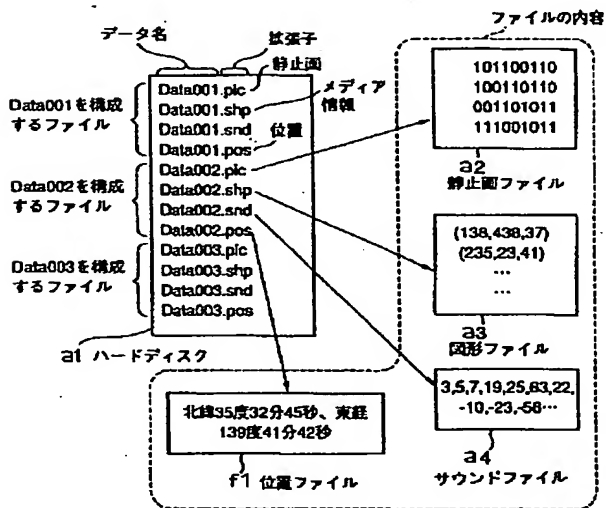 ファイルの内容
データ名
拡張子
静止画
メディア
情報
位置
Data001を構成
するファイル
Data002を構成
するファイル
Data003を構成
するファイル
Data001.pic
Data001.shp
Data001.snd
Data001.pos
Data002.pic
Data002.shp
Data002.snd
Data002.pos
Data003.pic
Data003.shp
Data003.snd
Data003.pos
a1 ハードディスク
101100110
100110110
001101011
111001011
a2
静止画ファイル
(138,438,37)
(235,23,41)
…
…
a3
図形ファイル
3,5,7,19,25,63,22,
-10,-23,-56…
a4
サウンドファイル
北緯35度32分45秒、東経
139度41分42秒
f1 位置ファイル